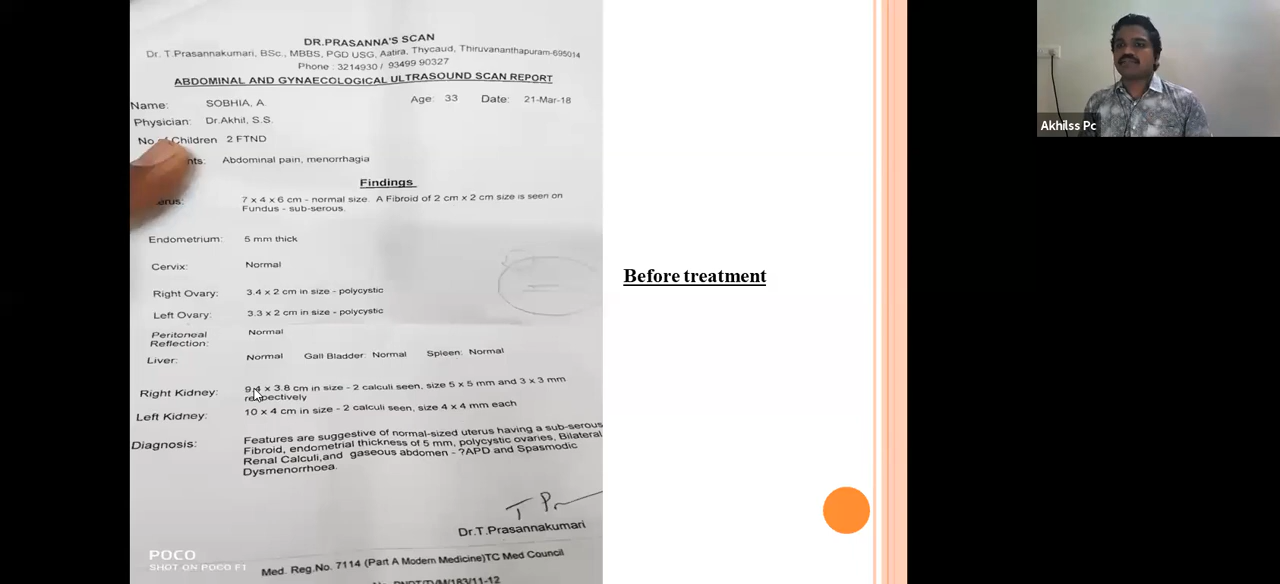 DR.PRASANNA'S SCAN
Dr. T.Prasannakumari, BSc., MBBS, PGD USG, Aatira, Thycaud, Thiruvananthapuram-695014
Phone : 3214930 / 93499 90327
ABDOMINAL AND GYNAECOLOGICAL ULTRASOUND SCAN REPORT
Name: SOBHIA, A. Age: 33 Date: 21-Mar-18
Physician: Dr.Akhil, S.S.
No of Children 2 FTND
nts: Abdominal pain, menorrhagia
Findings
erus: 7 x 4 x 6 cm - normal size. A Fibroid of 2 cm x 2 cm size is seen on
Fundus - sub-serous.
Endometrium: 5 mm thick
Cervix: Normal
Right Ovary: 3.4 x 2 cm in size - polycystic
Left Ovary: 3.3 x 2 cm in size - polycystic
Peritoneal Normal
Reflection:
Liver: Normal Gall Bladder: Normal Spleen: Normal
Right Kidney: 9.4 x 3.8 cm in size - 2 calculi seen, size 5 x 5 mm and 3 x 3 mm
respectively
Left Kidney: 10 x 4 cm in size - 2 calculi seen, size 4 x 4 mm each
Diagnosis: Features are suggestive of normal-sized uterus having a sub-serous
Fibroid, endometrial thickness of 5 mm, polycystic ovaries, Bilateral
Renal Calculi,and gaseous abdomen - ?APD and Spasmodic
Dysmenorrhoea.
Dr.T.Prasannakumari
Med. Reg.No. 7114 (Part A Modern Medicine)TC Med Council
POCO
SHOT ON POCO F1
Before treatment
Akhilss Pc